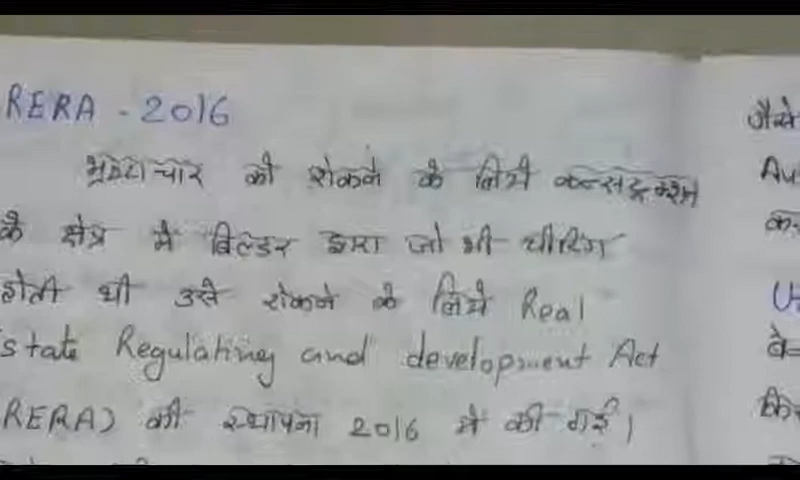 RERA - 2016
भ्रष्टाचार को रोकने के लिये कन्सट्रक्शन
के क्षेत्र मे बिल्डर द्वारा जो भी चीटिंग
होती थी उसे रोकने के लिये Real
state Regulating and development Act
RERA) की स्थापना 2016 मे की गई।
जैसे
Au
U